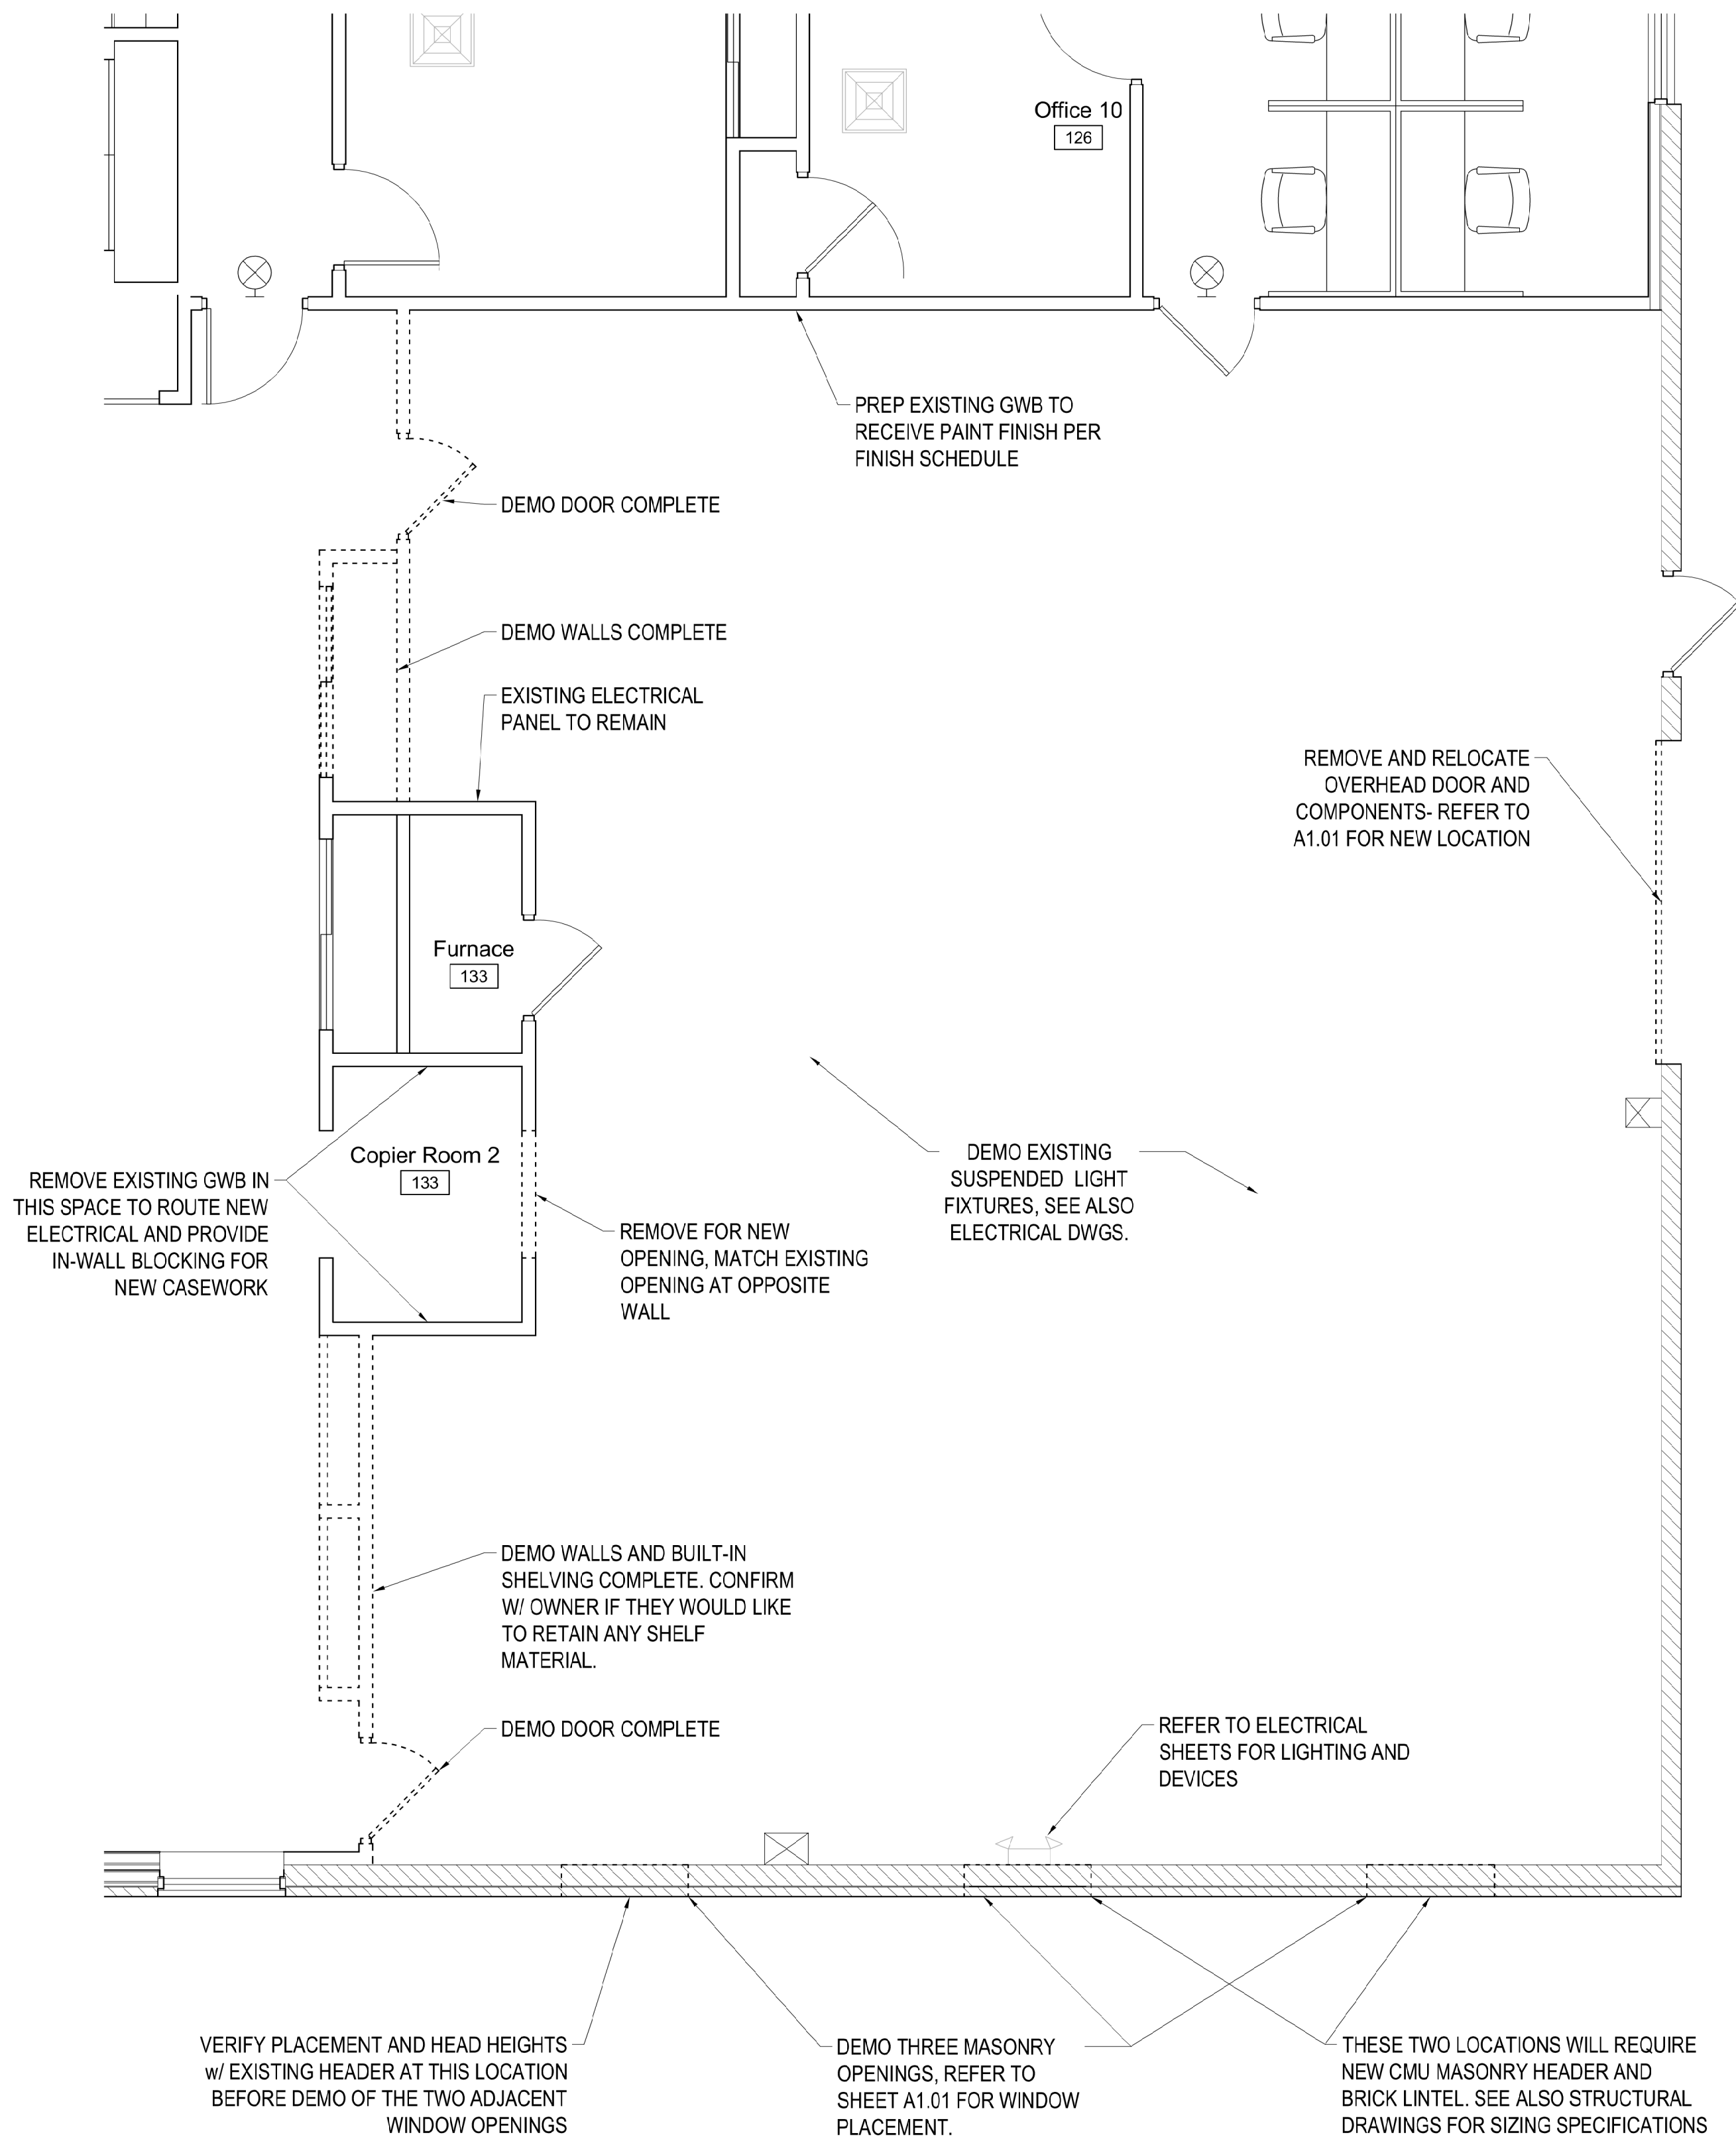 Office 10
126
PREP EXISTING GWB TO
RECEIVE PAINT FINISH PER
FINISH SCHEDULE
DEMO DOOR COMPLETE
DEMO WALLS COMPLETE
EXISTING ELECTRICAL
PANEL TO REMAIN
REMOVE AND RELOCATE
OVERHEAD DOOR AND
COMPONENTS- REFER TO
A1.01 FOR NEW LOCATION
Furnace
133
Copier Room 2
133
REMOVE EXISTING GWB IN
THIS SPACE TO ROUTE NEW
ELECTRICAL AND PROVIDE
IN-WALL BLOCKING FOR
NEW CASEWORK
DEMO EXISTING
SUSPENDED LIGHT
FIXTURES, SEE ALSO
ELECTRICAL DWGS.
REMOVE FOR NEW
OPENING, MATCH EXISTING
OPENING AT OPPOSITE
WALL
DEMO WALLS AND BUILT-IN
SHELVING COMPLETE. CONFIRM
W/ OWNER IF THEY WOULD LIKE
TO RETAIN ANY SHELF
MATERIAL.
DEMO DOOR COMPLETE
REFER TO ELECTRICAL
SHEETS FOR LIGHTING AND
DEVICES
VERIFY PLACEMENT AND HEAD HEIGHTS
w/ EXISTING HEADER AT THIS LOCATION
BEFORE DEMO OF THE TWO ADJACENT
WINDOW OPENINGS
DEMO THREE MASONRY
OPENINGS, REFER TO
SHEET A1.01 FOR WINDOW
PLACEMENT.
THESE TWO LOCATIONS WILL REQUIRE
NEW CMU MASONRY HEADER AND
BRICK LINTEL. SEE ALSO STRUCTURAL
DRAWINGS FOR SIZING SPECIFICATIONS